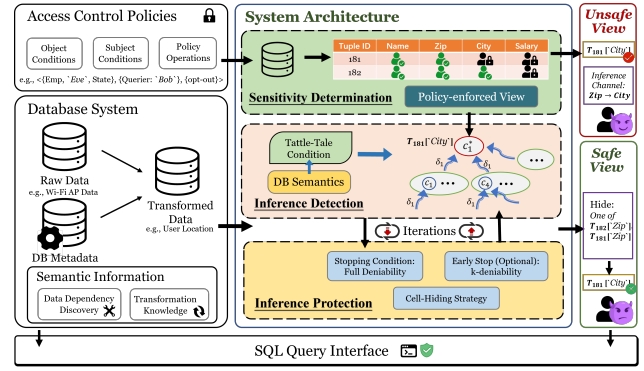 Access Control Policies
Object
Conditions
Subject
Conditions
Policy
Operations
e.g., <{Emp, `Eve`, State}, {Querier: `Bob`}, {opt-out}>
Database System
Raw Data
e.g., Wi-Fi AP Data
Transformed
Data
e.g., User Location
DB Metadata
Semantic Information
Data Dependency
Discovery
Transformation
Knowledge
System Architecture
Tuple ID Name Zip City Salary
181
182
Sensitivity Determination
Policy-enforced View
Tattle-Tale
Condition
DB Semantics
Inference Detection
T181[`City`]
c1*
δ1 δ1
c1 ••• c4 •••
δ1 δ1
•••
Iterations
Stopping Condition:
Full Deniability
Early Stop (Optional):
k-deniability
Cell-Hiding Strategy
Inference Protection
Unsafe
View
T181[`City`]
Inference
Channel:
Zip → City
Safe
View
Hide:
One of
T182[`Zip`],
T181[`Zip`]
T181[`City`]
SQL Query Interface